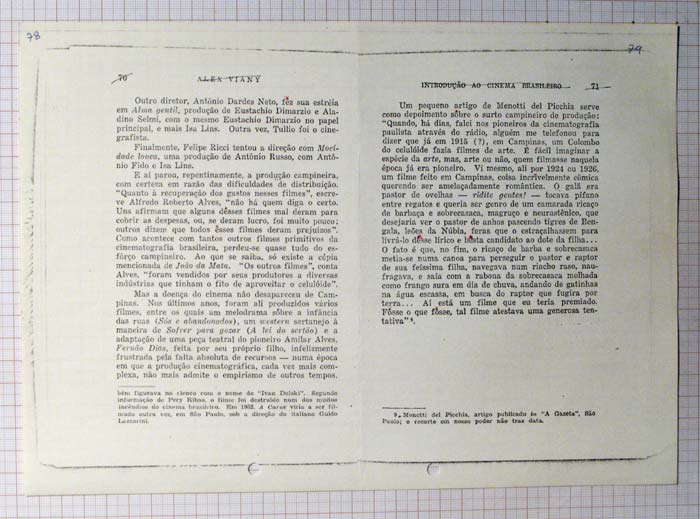 78
70
ALEX VIANY
Outro diretor, Antônio Dardes Neto, fêz sua estréia
em Alma gentil, produção de Eustachio Dimarzio e Ala-
dino Selmi, com o mesmo Eustachio Dimarzio no papel
principal, e mais Isa Lins. Outra vez, Tullio foi o cine-
grafista.
Finalmente, Felipe Ricci tentou a direção com Moci-
dade louca, uma produção de Antônio Russo, com Antô-
nio Fido e Isa Lins.
E aí parou, repentinamente, a produção campineira,
com certeza em razão das dificuldades de distribuição.
"Quanto à recuperação dos gastos nesses filmes", escre-
ve Alfredo Roberto Alves, "não há quem diga o certo.
Uns afirmam que alguns dêsses filmes mal deram para
cobrir as despesas, ou, se deram lucro, foi muito pouco;
outros dizem que todos êsses filmes deram prejuízos".
Como acontece com tantos outros filmes primitivos da
cinematografia brasileira, perdeu-se quase tudo do es-
fôrço campineiro. Ao que se saiba, só existe a cópia
mencionada de João da Mata. "Os outros filmes", conta
Alves, "foram vendidos por seus produtores a diversas
indústrias que tinham o fito de aproveitar o celulóide".
Mas a doença do cinema não desapareceu de Cam-
pinas. Nos últimos anos, foram ali produzidos vários
filmes, entre os quais um melodrama sôbre a infância
das ruas (Sós e abandonados), um western sertanejo à
maneira de Sofrer para gozar (A lei do sertão) e a
adaptação de uma peça teatral do pioneiro Amilar Alves,
Fernão Dias, feita por seu próprio filho, infelizmente
frustrada pela falta absoluta de recursos — numa época
em que a produção cinematográfica, cada vez mais com-
plexa, não mais admite o empirismo de outros tempos.
bém figurava no elenco com o nome de "Ivan Dolski". Segundo
informação de Pery Ribas, o filme foi destruído num dos muitos
incêndios do cinema brasileiro. Em 1952, A Carne viria a ser fil-
mado outra vez, em São Paulo, sob a direção do italiano Guido
Lazzarini.
79
INTRODUÇÃO AO CINEMA BRASILEIRO
71
Um pequeno artigo de Menotti del Picchia serve
como depoimento sôbre o surto campineiro de produção:
"Quando, há dias, falei nos pioneiros da cinematografia
paulista através do rádio, alguém me telefonou para
dizer que já em 1915 (?), em Campinas, um Colombo
do celulóide fazia filmes de arte. É fácil imaginar a
espécie da arte, mas, arte ou não, quem filmasse naquela
época já era pioneiro. Vi mesmo, ali por 1924 ou 1926,
um filme feito em Campinas, coisa incrìvelmente cômica
querendo ser amelaçadamente romântica. O galã era
pastor de ovelhas — ridite gentes! — tocava pífano
entre regatos e queria ser genro de um camarada ricaço
de barbaça e sobrecasaca, magriço e neurastênico, que
desejaria ver o pastor de anhos pascendo tigres de Ben-
gala, leões da Núbia, feras que o estraçalhassem para
livrá-lo dêsse lírico e bêsta candidato ao dote da filha...
O fato é que, no fim, o ricaço de barba e sobrecasaca
metia-se numa canoa para perseguir o pastor e raptor
de sua feíssima filha, navegava num riacho raso, nau-
fragava, e saía com a rabona da sobrecasaca molhada
como frango sura em dia de chuva, andando de gatinhas
na água escassa, em busca do raptor que fugira por
terra... Aí está um filme que eu teria premiado.
Fôsse o que fôsse, tal filme atestava uma generosa ten-
tativa" 9.
9. Menotti del Picchia, artigo publicado in "A Gazeta", São
Paulo; o recorte em nosso poder não traz data.